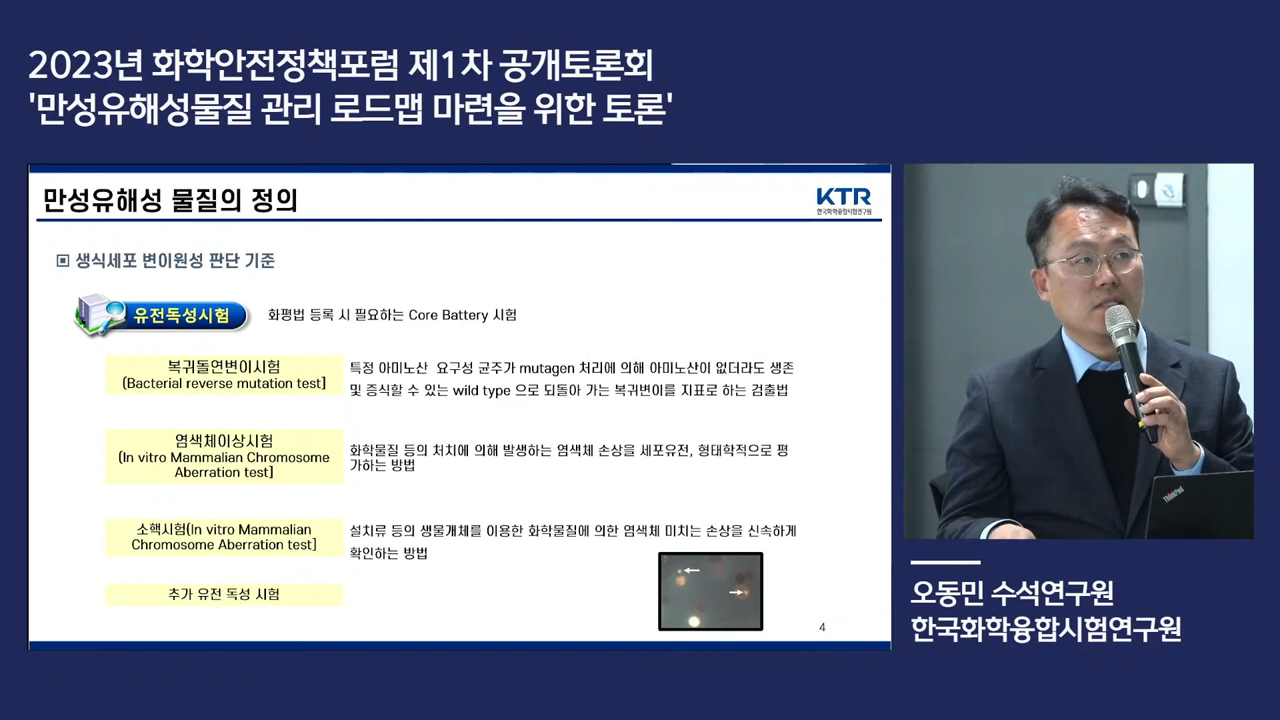 2023년 화학안전정책포럼 제1차 공개토론회
'만성유해성물질 관리 로드맵 마련을 위한 토론'
만성유해성 물질의 정의
KTR
한국화학융합시험연구원
▣ 생식세포 변이원성 판단 기준
유전독성시험
화평법 등록 시 필요하는 Core Battery 시험
복귀돌연변이시험
(Bacterial reverse mutation test]
특정 아미노산 요구성 균주가 mutagen 처리에 의해 아미노산이 없더라도 생존
및 증식할 수 있는 wild type 으로 되돌아 가는 복귀변이를 지표로 하는 검출법
염색체이상시험
(In vitro Mammalian Chromosome
Aberration test]
화학물질 등의 처치에 의해 발생하는 염색체 손상을 세포유전, 형태학적으로 평
가하는 방법
소핵시험(In vitro Mammalian
Chromosome Aberration test]
설치류 등의 생물개체를 이용한 화학물질에 의한 염색체 미치는 손상을 신속하게
확인하는 방법
추가 유전 독성 시험
4
ThinkPad
오동민 수석연구원
한국화학융합시험연구원